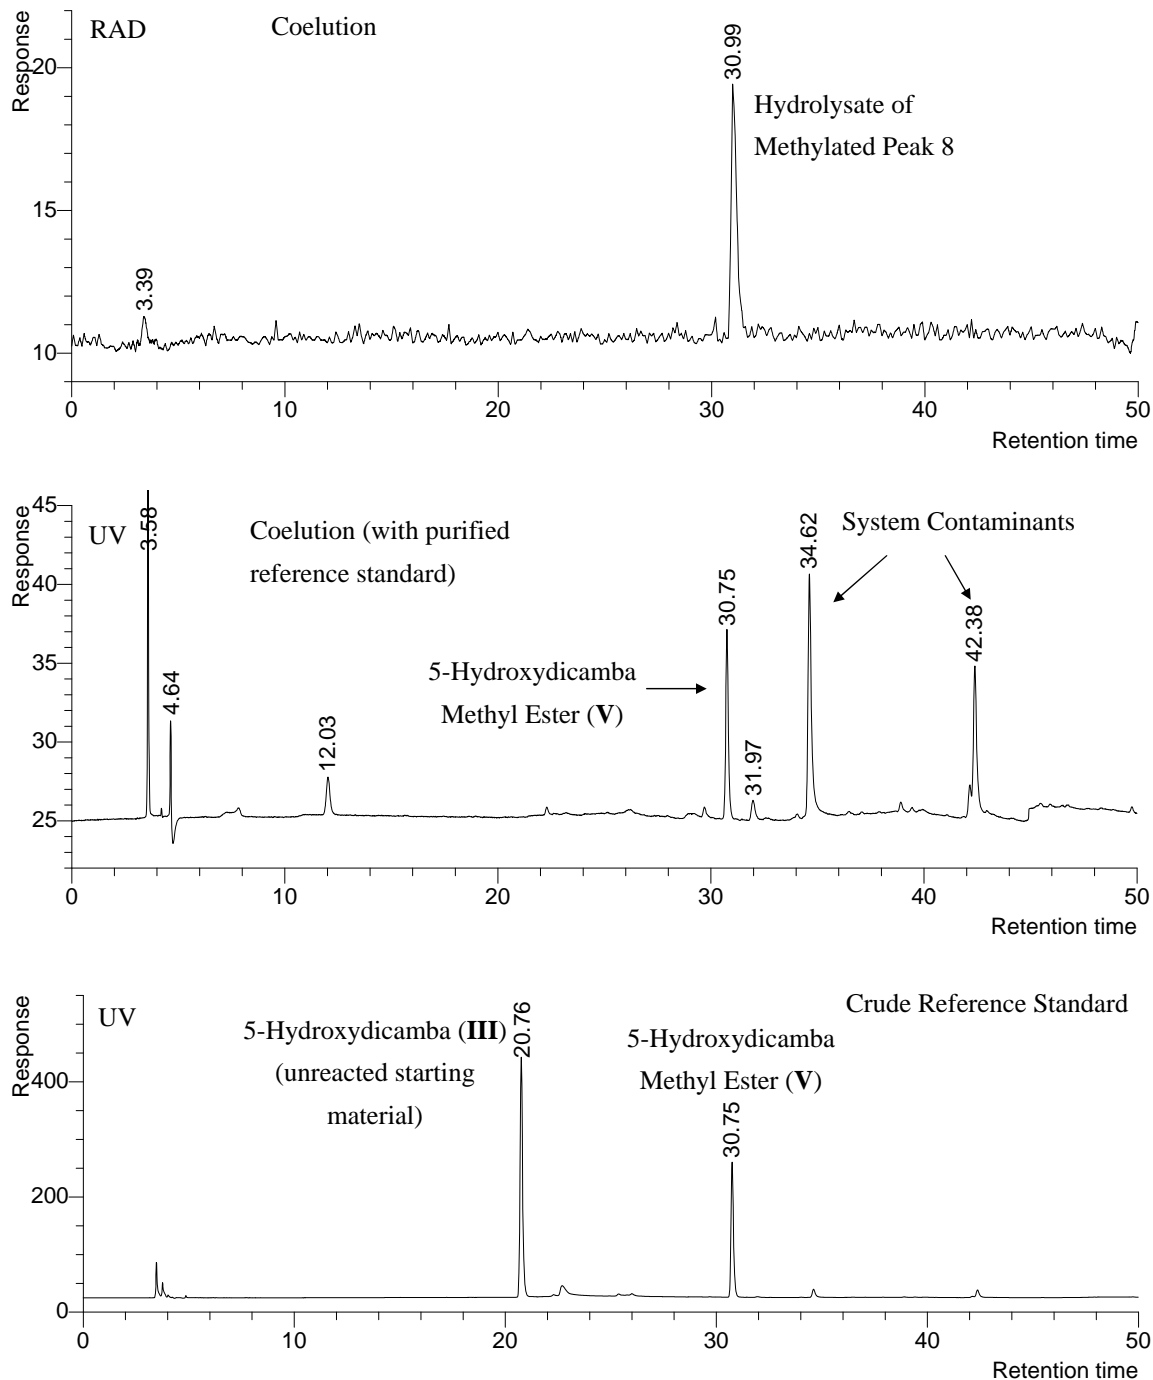 RAD
Coelution
Response
20
15
10
3.39
30.99
Hydrolysate of
Methylated Peak 8
0 10 20 30 40 50
Retention time
UV
Coelution (with purified
reference standard)
Response
45
40
35
30
25
3.58
4.64
12.03
5-Hydroxydicamba
Methyl Ester (V)
30.75
31.97
34.62
System Contaminants
42.38
0 10 20 30 40 50
Retention time
UV
Crude Reference Standard
Response
400
200
0
5-Hydroxydicamba (III)
(unreacted starting
material)
20.76
5-Hydroxydicamba
Methyl Ester (V)
30.75
0 10 20 30 40 50
Retention time